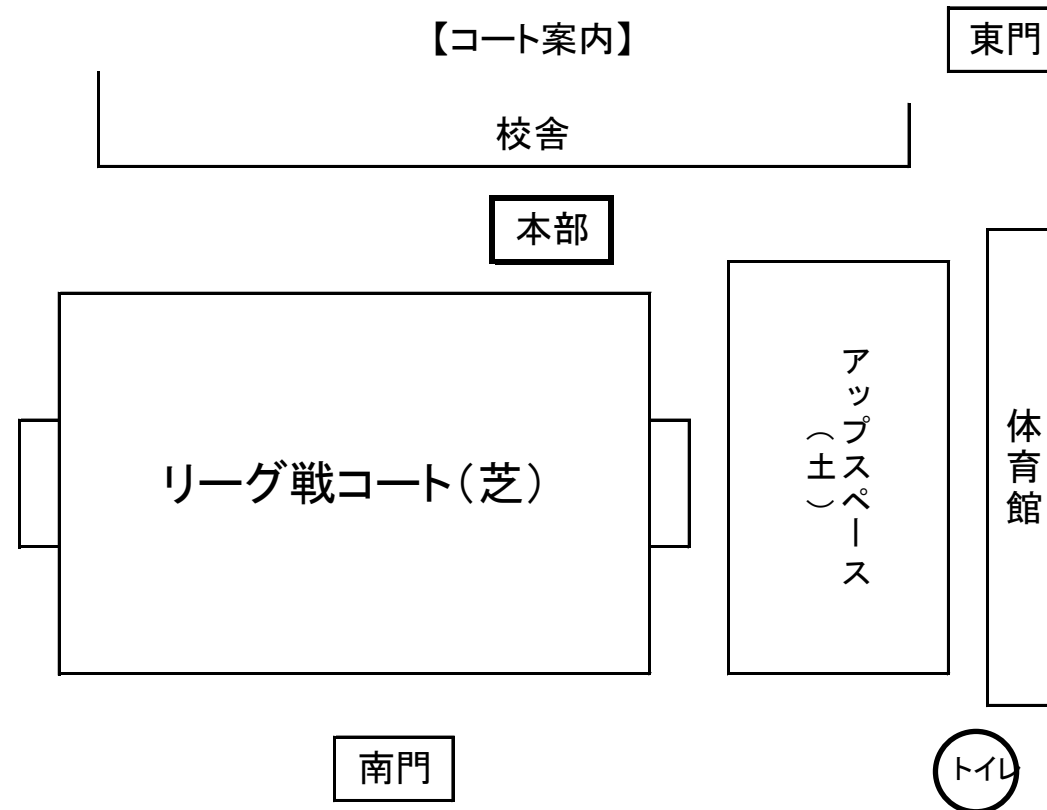 【コート案内】
東門
校舎
本部
リーグ戦コート(芝)
アップスペース
(土)
体育館
南門
トイレ